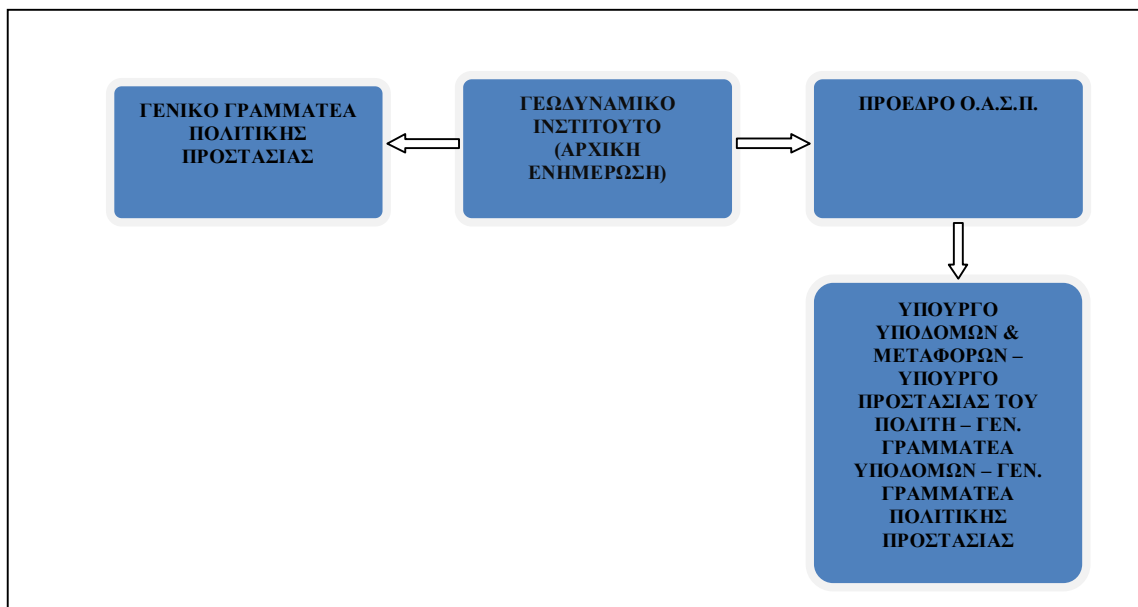 ΓΕΝΙΚΟ ΓΡΑΜΜΑΤΕΑ
ΠΟΛΙΤΙΚΗΣ
ΠΡΟΣΤΑΣΙΑΣ
ΓΕΩΔΥΝΑΜΙΚΟ
ΙΝΣΤΙΤΟΥΤΟ
(ΑΡΧΙΚΗ
ΕΝΗΜΕΡΩΣΗ)
ΠΡΟΕΔΡΟ Ο.Α.Σ.Π.
ΥΠΟΥΡΓΟ
ΥΠΟΔΟΜΩΝ &
ΜΕΤΑΦΟΡΩΝ –
ΥΠΟΥΡΓΟ
ΠΡΟΣΤΑΣΙΑΣ ΤΟΥ
ΠΟΛΙΤΗ – ΓΕΝ.
ΓΡΑΜΜΑΤΕΑ
ΥΠΟΔΟΜΩΝ – ΓΕΝ.
ΓΡΑΜΜΑΤΕΑ
ΠΟΛΙΤΙΚΗΣ
ΠΡΟΣΤΑΣΙΑΣ